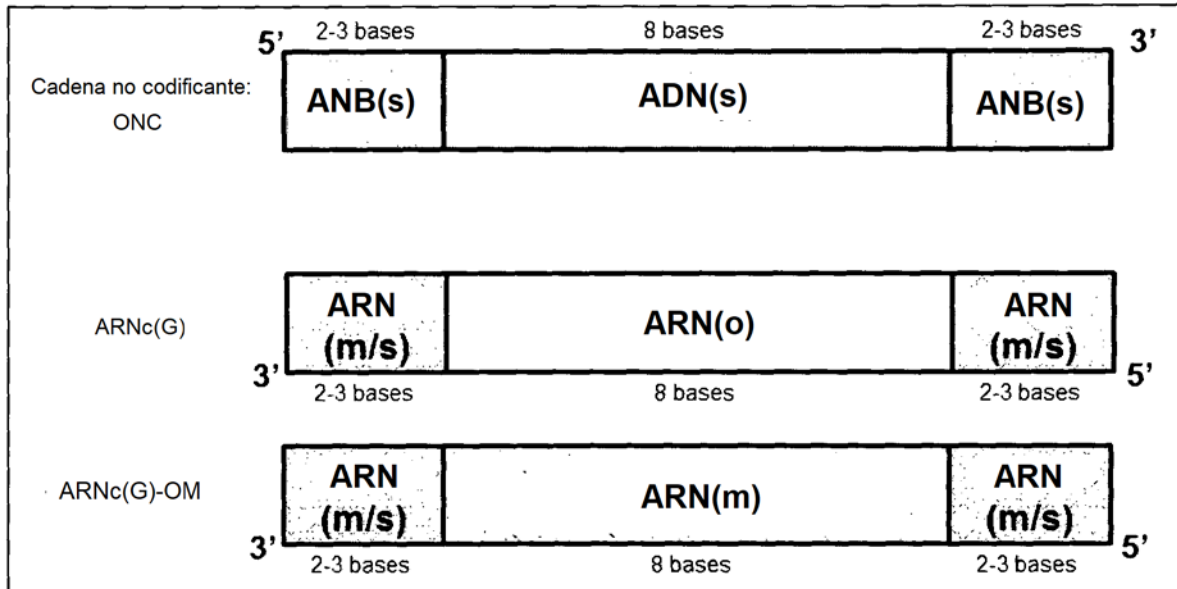 2-3 bases 8 bases 2-3 bases
5’ 3’
Cadena no codificante:
ONC
ANB(s) ADN(s) ANB(s)
ARNc(G)
ARN
(m/s)
ARN(o)
ARN
(m/s)
3’ 5’
2-3 bases 8 bases 2-3 bases
ARNc(G)-OM
ARN
(m/s)
ARN(m)
ARN
(m/s)
3’ 5’
2-3 bases 8 bases 2-3 bases